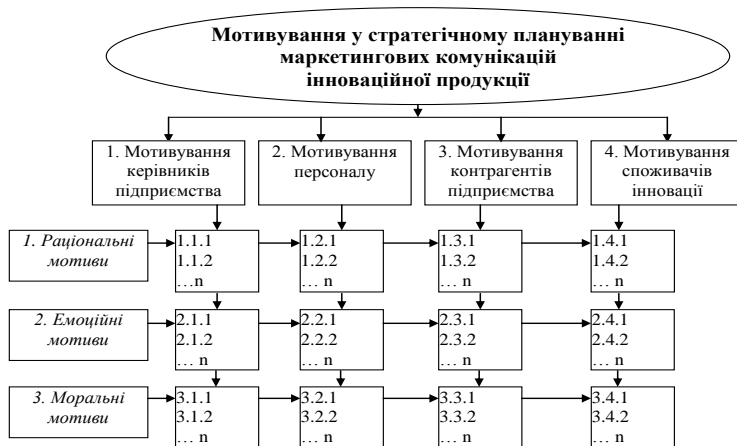 Мотивування у стратегічному плануванні
маркетингових комунікацій
інноваційної продукції
1. Мотивування
керівників
підприємства
2. Мотивування
персоналу
3. Мотивування
контрагентів
підприємства
4. Мотивування
споживачів
інновації
1. Раціональні
мотиви
1.1.1
1.1.2
…n
1.2.1
1.2.2
… n
1.3.1
1.3.2
… n
1.4.1
1.4.2
… n
2. Емоційні
мотиви
2.1.1
2.1.2
… n
2.2.1
2.2.2
… n
2.3.1
2.3.2
… n
2.4.1
2.4.2
… n
3. Моральні
мотиви
3.1.1
3.1.2
… n
3.2.1
3.2.2
… n
3.3.1
3.3.2
… n
3.4.1
3.4.2
… n